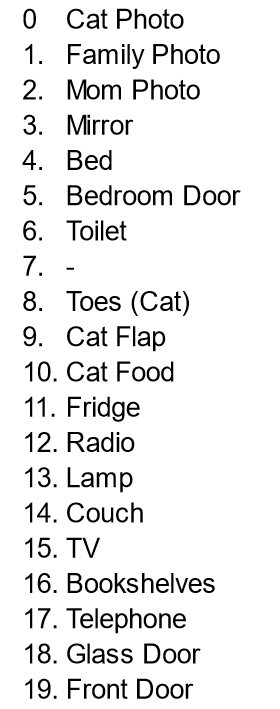 0 Cat Photo
1. Family Photo
2. Mom Photo
3. Mirror
4. Bed
5. Bedroom Door
6. Toilet
7. -
8. Toes (Cat)
9. Cat Flap
10. Cat Food
11. Fridge
12. Radio
13. Lamp
14. Couch
15. TV
16. Bookshelves
17. Telephone
18. Glass Door
19. Front Door